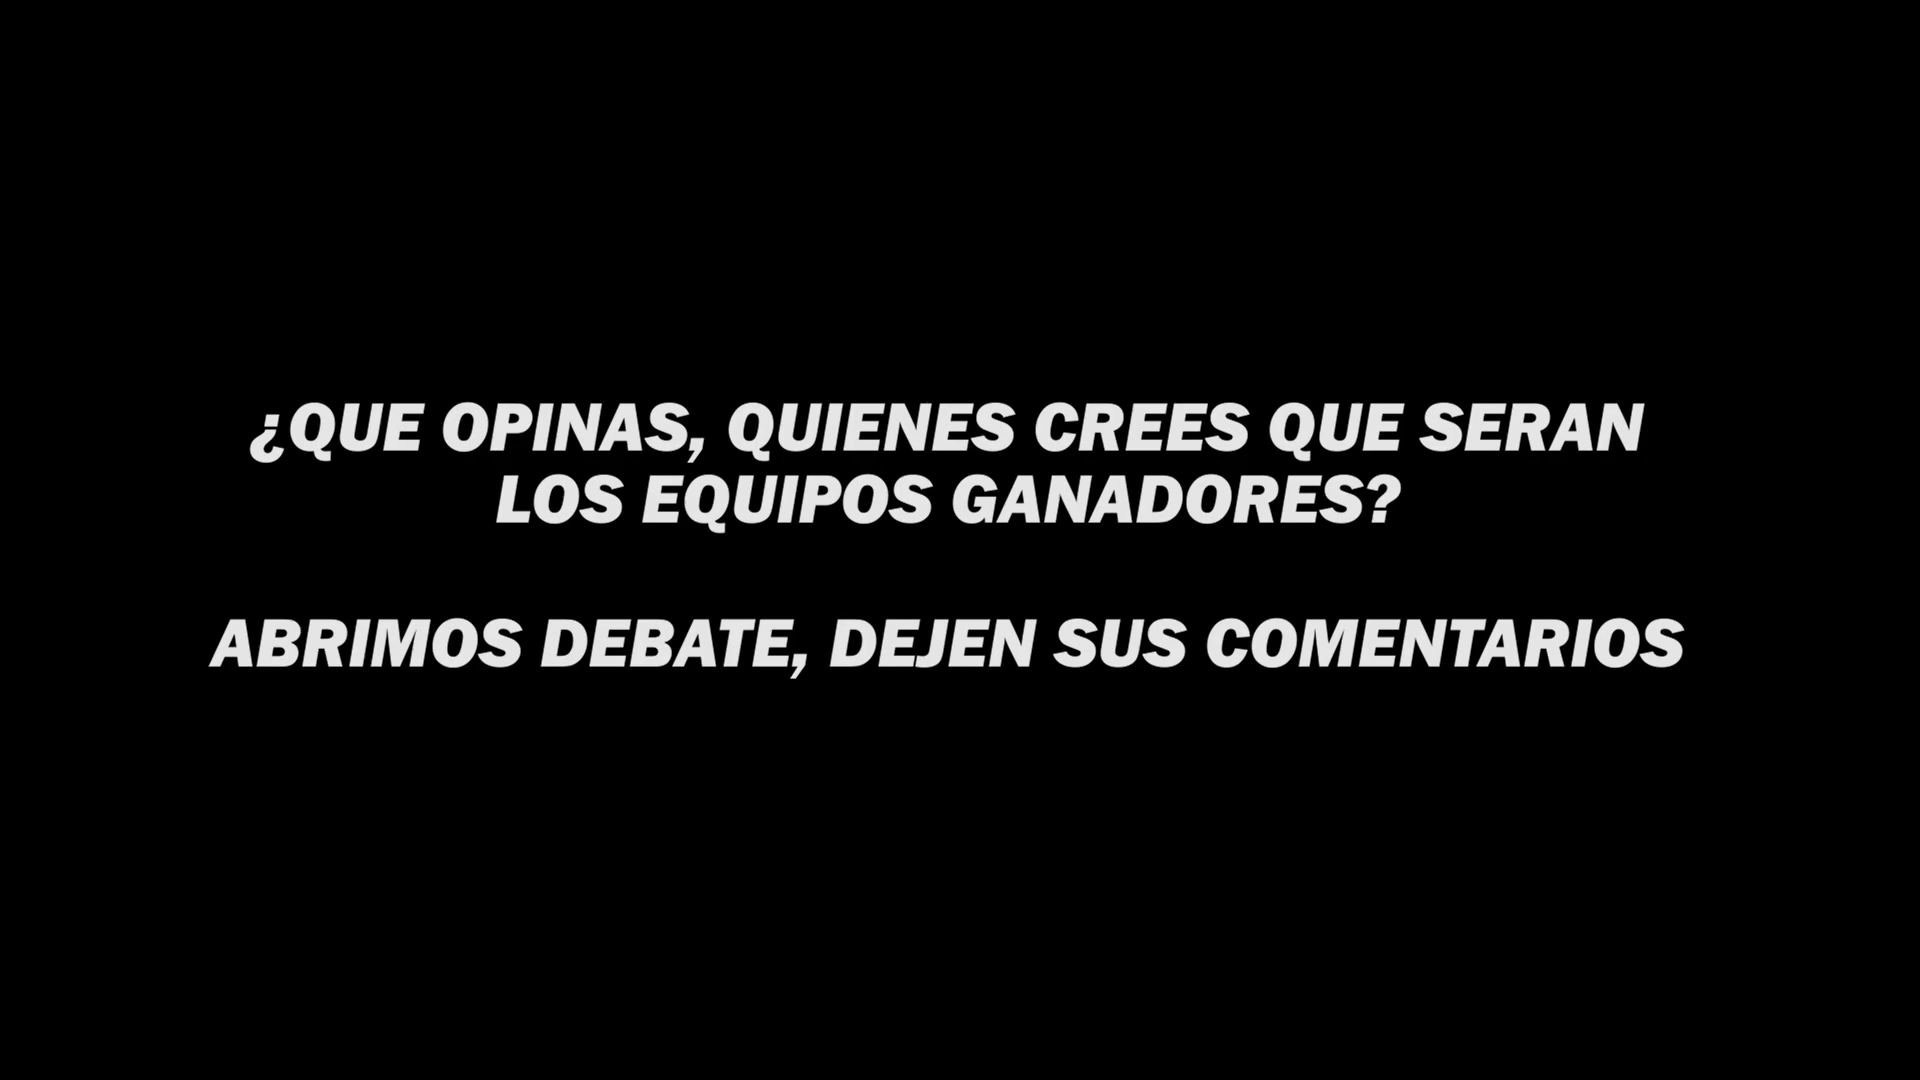 ¿QUE OPINAS, QUIENES CREES QUE SERAN
LOS EQUIPOS GANADORES?
ABRIMOS DEBATE, DEJEN SUS COMENTARIOS